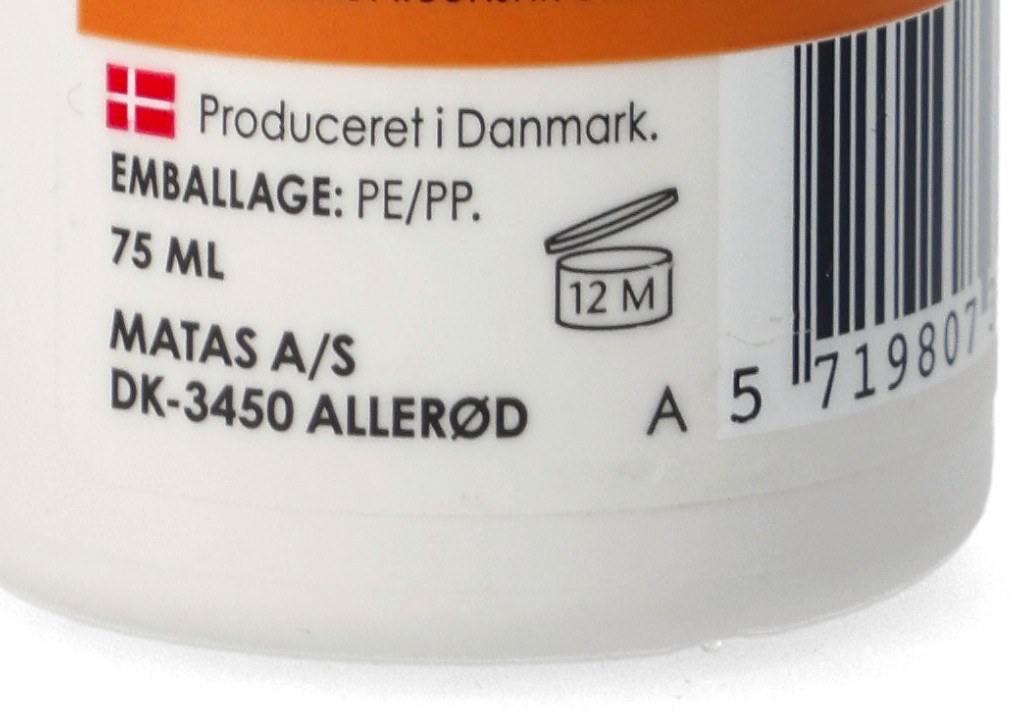 Produceret i Danmark.
EMBALLAGE: PE/PP.
75 ML
12 M
MATAS A/S
DK-3450 ALLERØD
A
5 719807